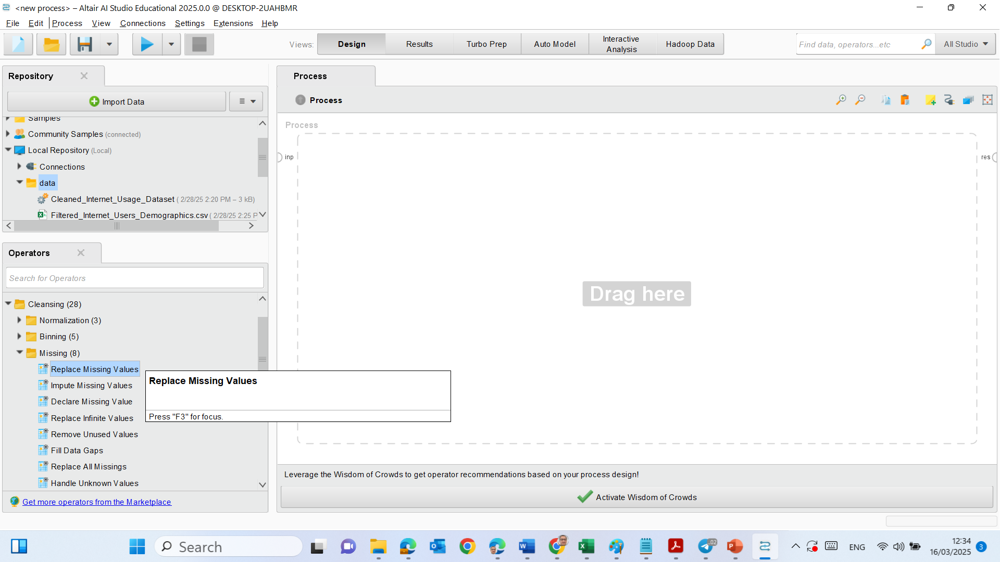 <new process> – Altair AI Studio Educational 2025.0.0 @ DESKTOP-2UAHBMR
File Edit Process View Connections Settings Extensions Help
Views: Design Results Turbo Prep Auto Model Interactive Analysis Hadoop Data
Find data, operators...etc All Studio
Repository
Import Data
Samples
Community Samples (connected)
Local Repository (Local)
Connections
data
Cleaned_Internet_Usage_Dataset ( 2/28/25 2:20 PM – 3 kB)
Filtered_Internet_Users_Demographics.csv ( 2/28/25 2:25 P
Operators
Search for Operators
Cleansing (28)
Normalization (3)
Binning (5)
Missing (8)
Replace Missing Values
Impute Missing Values
Declare Missing Value
Replace Infinite Values
Remove Unused Values
Fill Data Gaps
Replace All Missings
Handle Unknown Values
Get more operators from the Marketplace
Replace Missing Values
Press "F3" for focus.
Process
Process
Process
inp
res
Drag here
Leverage the Wisdom of Crowds to get operator recommendations based on your process design!
Activate Wisdom of Crowds
Search
..02
ENG
12:34
16/03/2025
3